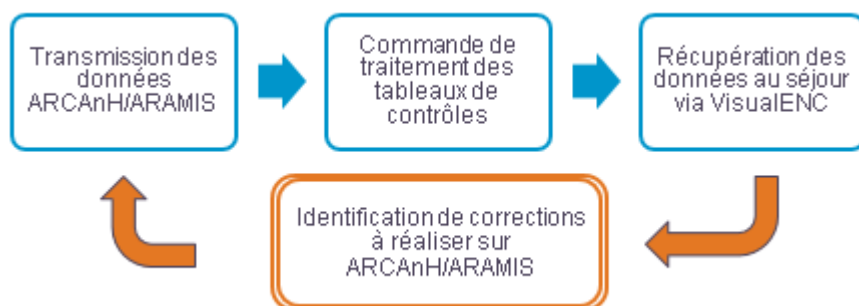 Transmission des
données
ARCAnH/ARAMIS
Commande de
traitement des
tableaux de
contrôles
Récupération des
données au séjour
via VisualENC
Identification de corrections
à réaliser sur
ARCAnH/ARAMIS